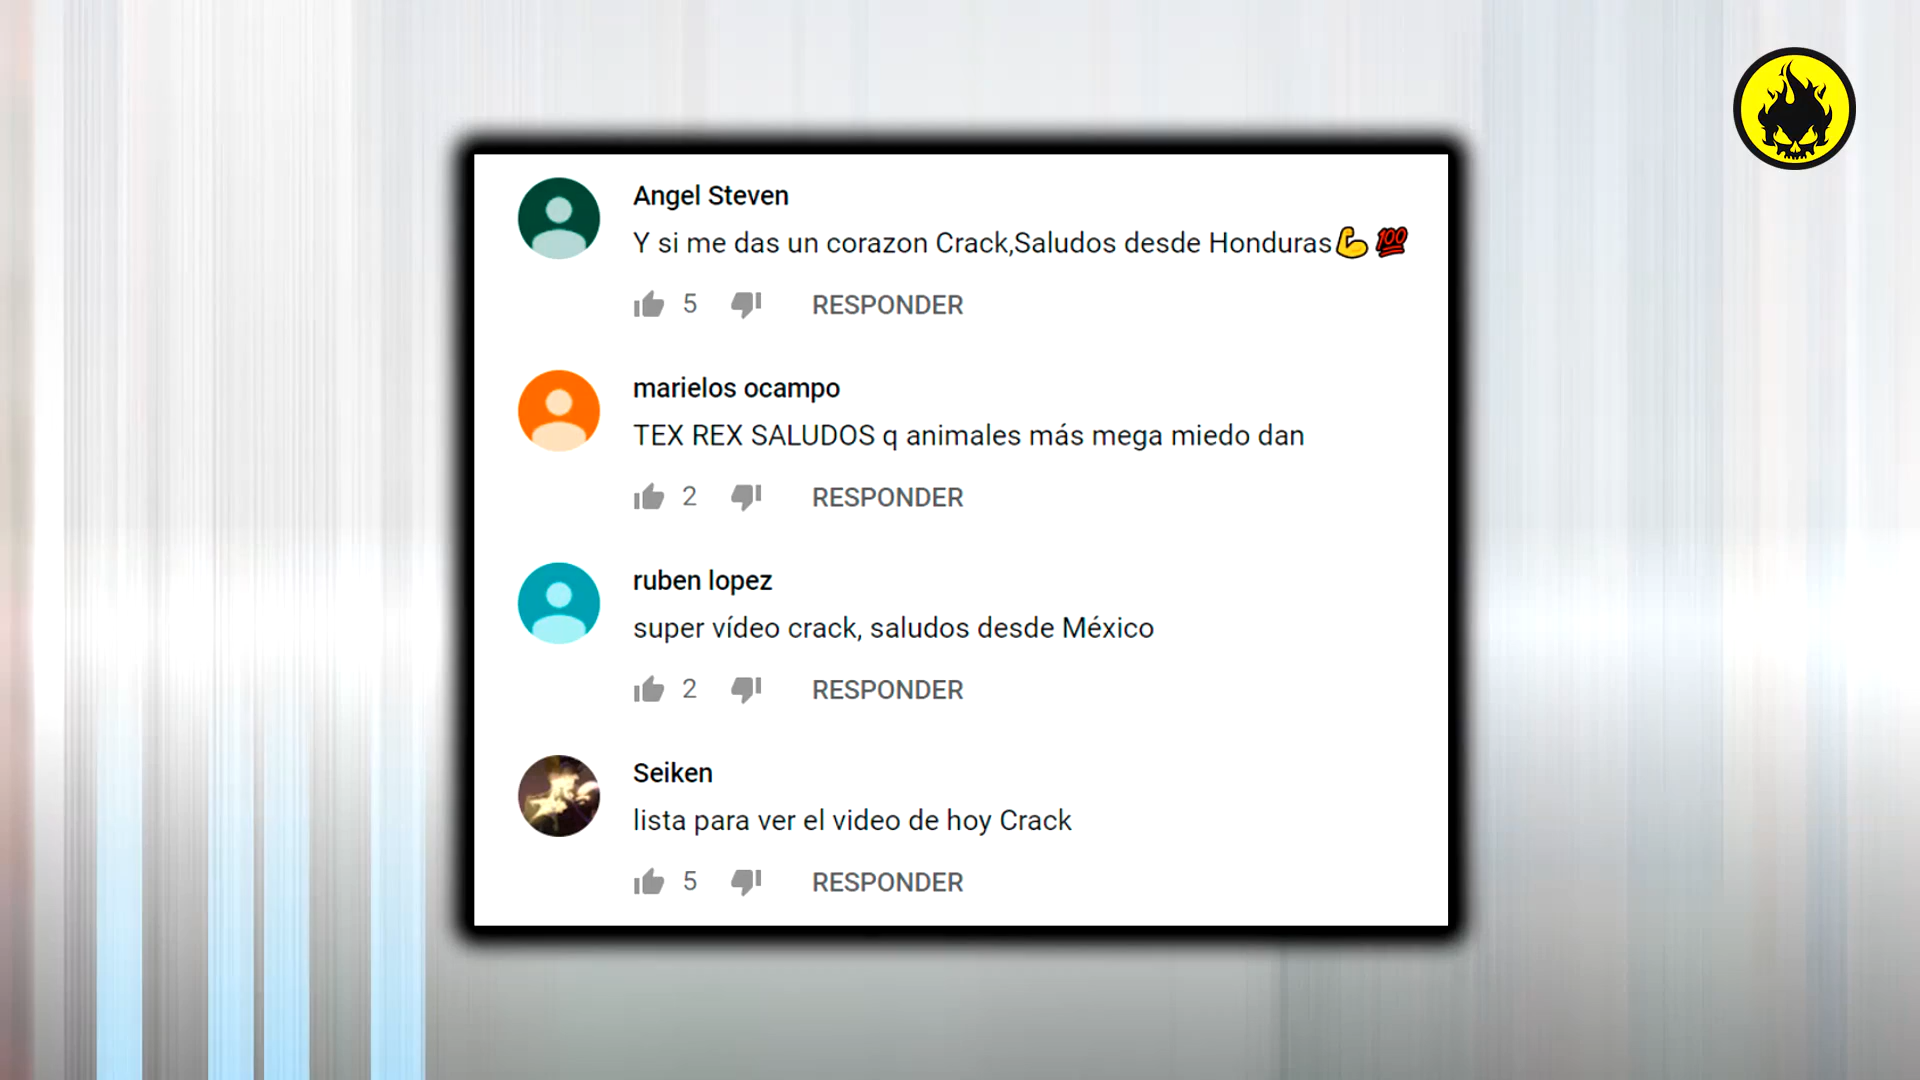 Angel Steven
Y si me das un corazon Crack,Saludos desde Honduras💪💯
5 RESPONDER
marielos ocampo
TEX REX SALUDOS q animales más mega miedo dan
2 RESPONDER
ruben lopez
super vídeo crack, saludos desde México
2 RESPONDER
Seiken
lista para ver el video de hoy Crack
5 RESPONDER